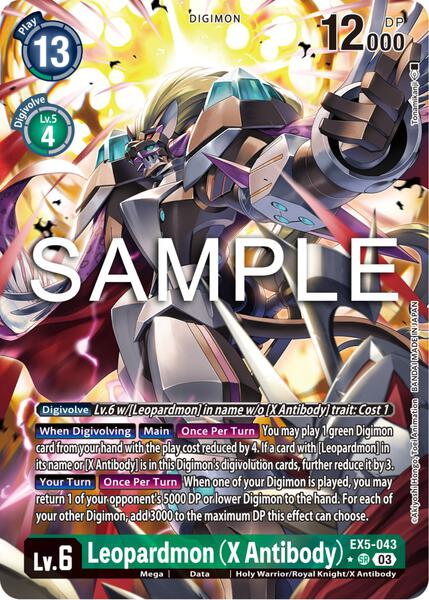 DIGIMON
Play
13
12000
DP
Digivolve
Lv.5
4
Tonamikanji
SAMPLE
©Akiyoshi Hongo, Toei Animation BANDAI MADE IN JAPAN
Digivolve Lv.6 w/[Leopardmon] in name w/o [X Antibody] trait: Cost 1
When Digivolving Main Once Per Turn You may play 1 green Digimon
card from your hand with the play cost reduced by 4. If a card with [Leopardmon] in
its name or [X Antibody] is in this Digimon's digivolution cards, further reduce it by 3.
Your Turn Once Per Turn When one of your Digimon is played, you may
return 1 of your opponent's 5000 DP or lower Digimon to the hand. For each of
your other Digimon, add 3000 to the maximum DP this effect can choose.
Lv.6
Leopardmon (X Antibody)
EX5-043
SR 03
Mega Data Holy Warrior/Royal Knight/X Antibody